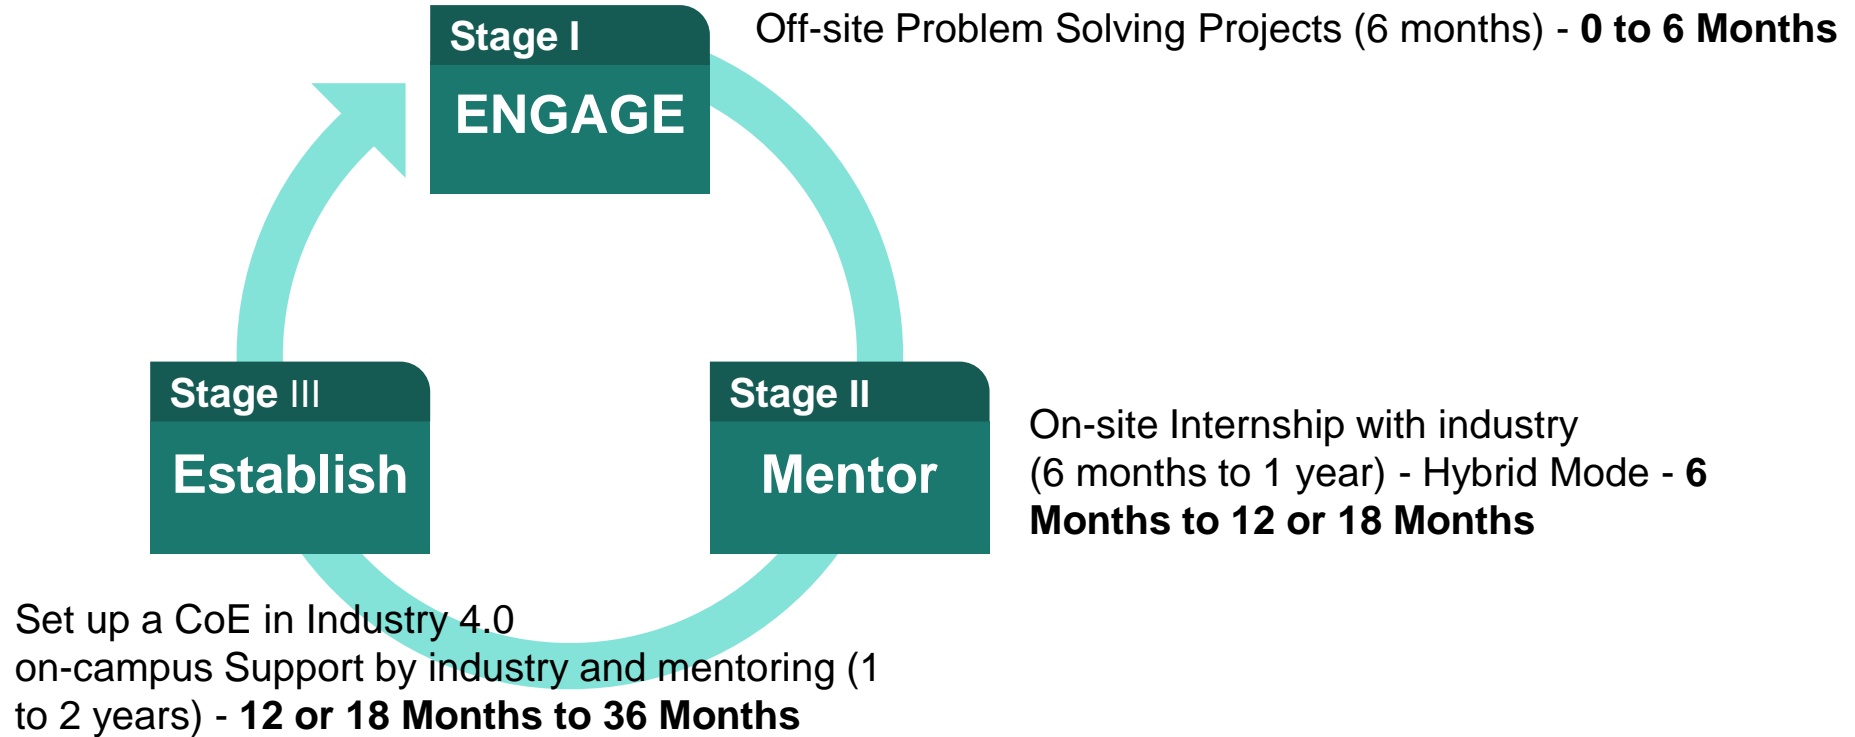 Stage I
ENGAGE
Off-site Problem Solving Projects (6 months) - 0 to 6 Months
Stage II
Mentor
On-site Internship with industry
(6 months to 1 year) - Hybrid Mode - 6
Months to 12 or 18 Months
Stage III
Establish
Set up a CoE in Industry 4.0
on-campus Support by industry and mentoring (1
to 2 years) - 12 or 18 Months to 36 Months